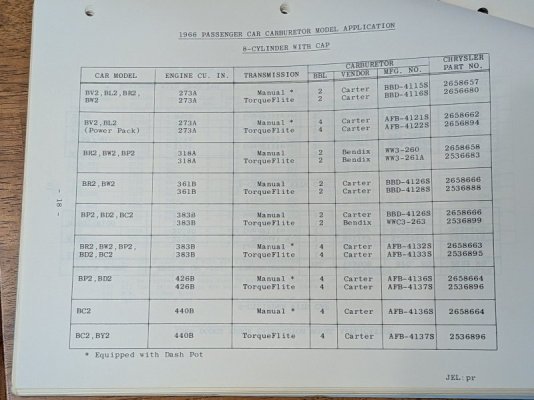 1966 PASSENGER CAR CARBURETOR MODEL APPLICATION
8-CYLINDER WITH CAP
CARBURETOR CHRYSLER
CAR MODEL ENGINE CU. IN. TRANSMISSION BBL VENDOR MFG. NO. PART NO.
BV2, BL2, BR2, 273A Manual * 2 Carter BBD-4115S 2658657
BW2 273A TorqueFlite 2 Carter BBD-4116S 2656680
BV2, BL2 273A Manual * 4 Carter AFB-4121S 2658662
(Power Pack) 273A TorqueFlite 4 Carter AFB-4122S 2656894
BR2, BW2, BP2 318A Manual 2 Bendix WW3-260 2658658
318A TorqueFlite 2 Bendix WW3-261A 2536683
BR2, BW2 361B Manual 2 Carter BBD-4126S 2658666
361B TorqueFlite 2 Carter BBD-4128S 2536888
BP2, BD2, BC2 383B Manual 2 Carter BBD-4126S 2658666
383B TorqueFlite 2 Bendix WWC3-263 2536899
BR2, BW2, BP2, 383B Manual * 4 Carter AFB-4132S 2658663
BD2, BC2 383B TorqueFlite 4 Carter AFB-4133S 2536895
BP2, BD2 426B Manual * 4 Carter AFB-4136S 2658664
426B TorqueFlite 4 Carter AFB-4137S 2532896
BC2 440B Manual * 4 Carter AFB-4136S 2658664
BC2, BY2 440B TorqueFlite 4 Carter AFB-4137S 2536896
* Equipped with Dash Pot
JEL:pr
- 18 -